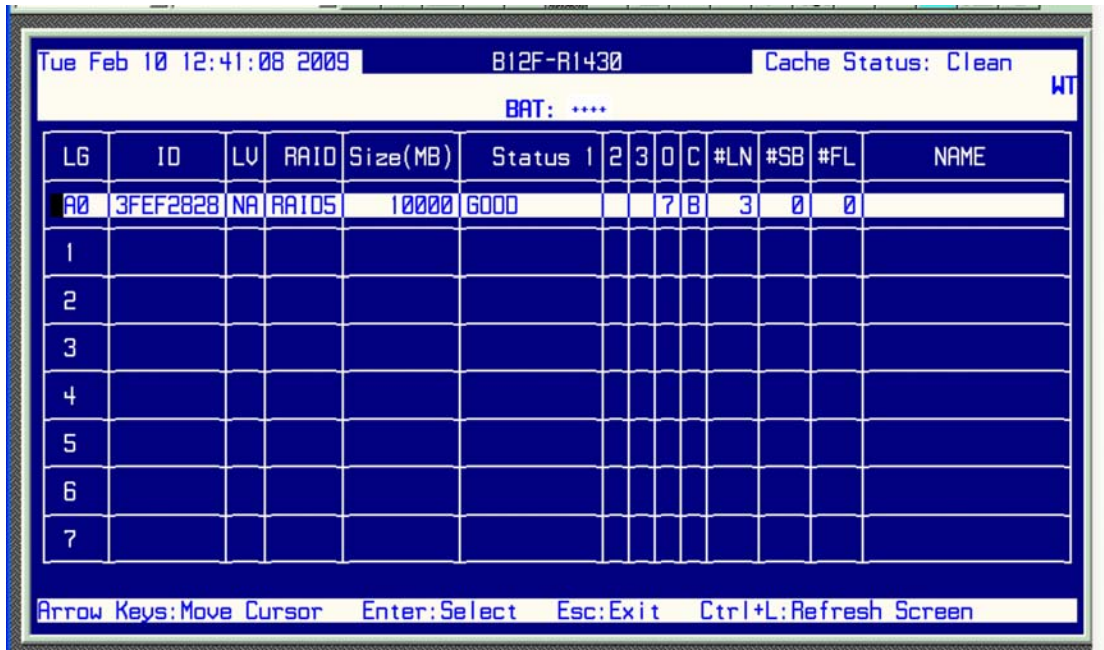 Tue Feb 10 12:41:08 2009 B12F-R1430 Cache Status: Clean
WT
BAT: ++++
LG ID LV RAID Size(MB) Status 1 2 3 O C #LN #SB #FL NAME
A0 3FEF2828 NA RAID5 10000 GOOD 7 B 3 0 0
1
2
3
4
5
6
7
Arrow Keys:Move Cursor Enter:Select Esc:Exit Ctrl+L:Refresh Screen